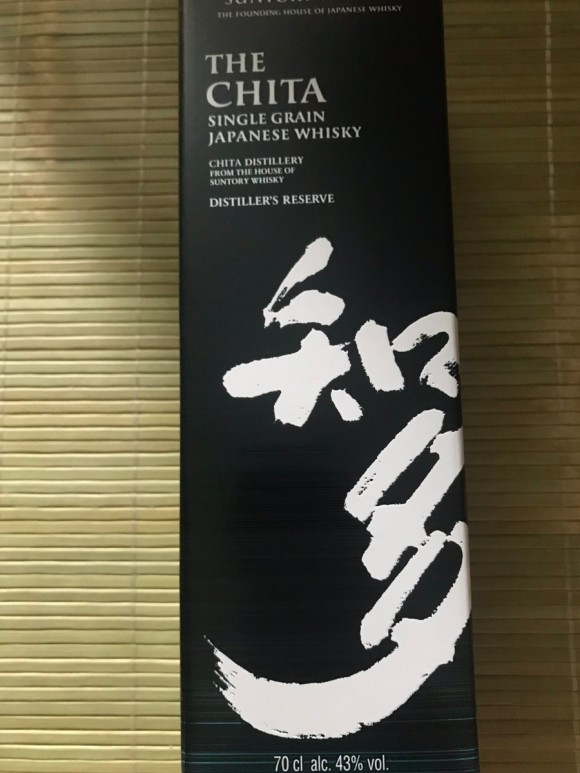 THE FOUNDING HOUSE OF JAPANESE WHISKY
THE
CHITA
SINGLE GRAIN
JAPANESE WHISKY
CHITA DISTILLERY
FROM THE HOUSE OF
SUNTORY WHISKY
DISTILLER'S RESERVE
知多
70 cl alc. 43% vol.